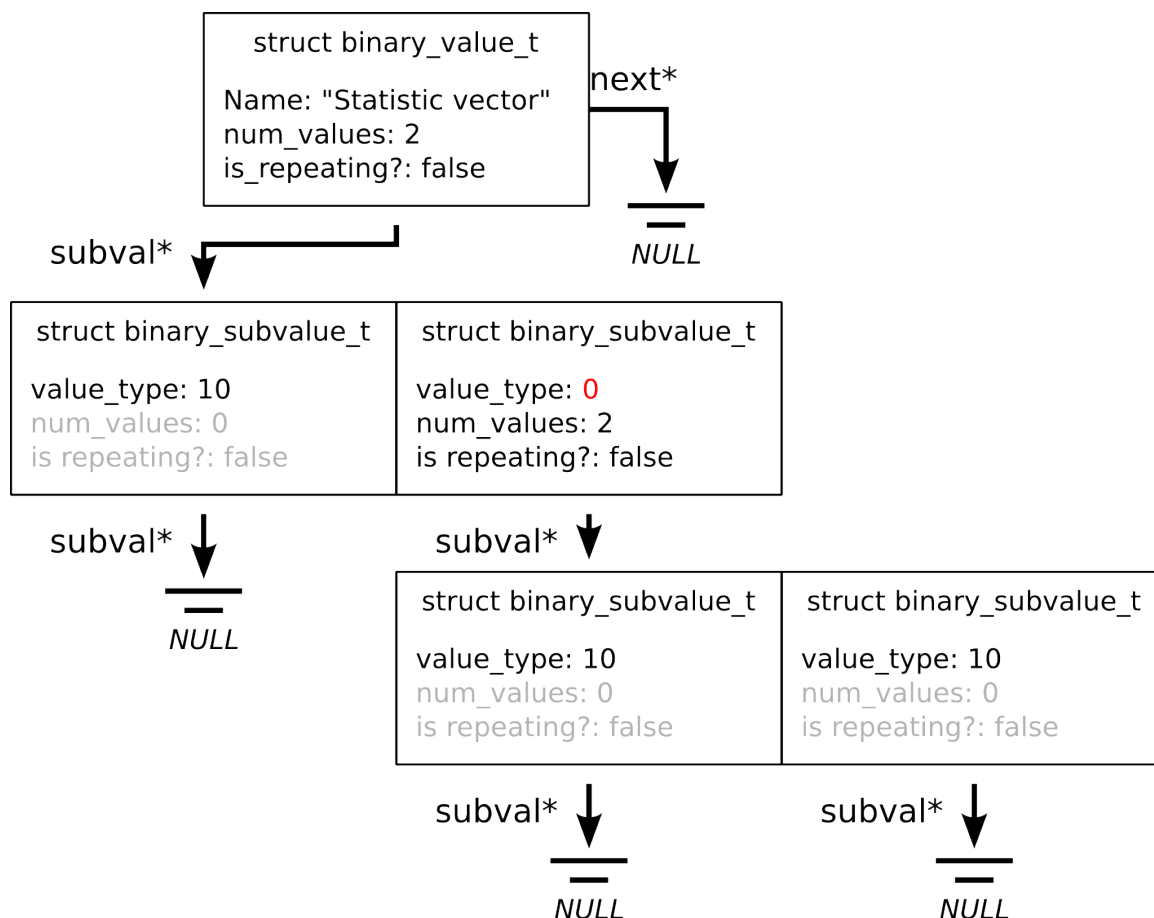 struct binary_value_t
Name: "Statistic vector"
num_values: 2
is_repeating?: false
next*
NULL
subval*
struct binary_subvalue_t
value_type: 10
num_values: 0
is repeating?: false
struct binary_subvalue_t
value_type: 0
num_values: 2
is repeating?: false
subval*
NULL
subval*
struct binary_subvalue_t
value_type: 10
num_values: 0
is repeating?: false
struct binary_subvalue_t
value_type: 10
num_values: 0
is repeating?: false
subval*
NULL
subval*
NULL